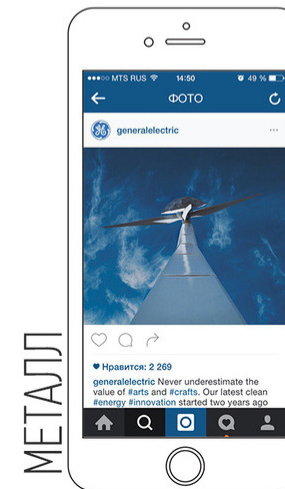 МЕТАЛЛ
MTS RUS 14:50 49 %
ФОТО
generalelectric
Нравится: 2 269
generalelectric Never underestimate the
value of #arts and #crafts. Our latest clean
#energy #innovation started two years ago